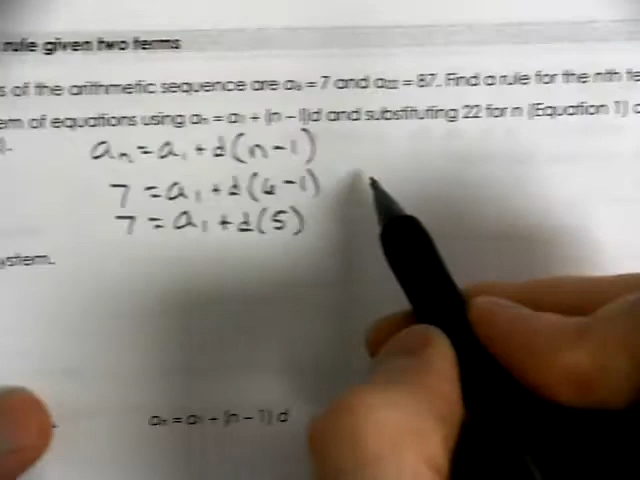 rule given two terms
s of the arithmetic sequence are a₆ = 7 and a₂₂ = 87. Find a rule for the nth te
em of equations using aₙ = a₁ + (n – 1)d and substituting 22 for n (Equation 1)
).
aₙ = a₁ + d(n-1)
7 = a₁ + d(6-1)
7 = a₁ + d(5)
ystem.
aₙ = a₁ + (n – 1) d